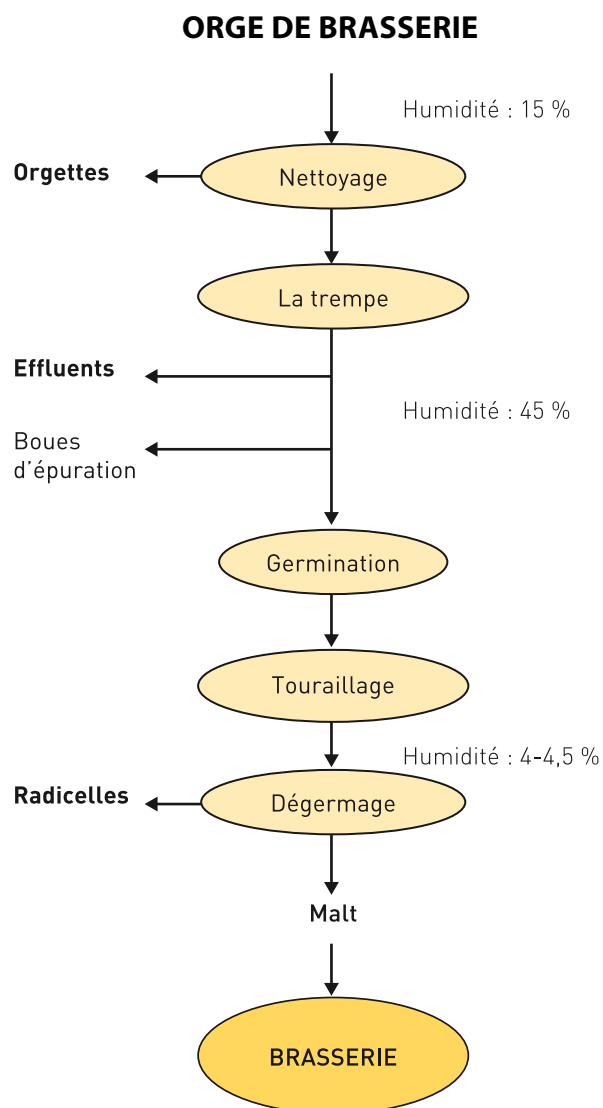 ORGE DE BRASSERIE
Humidité : 15 %
Orgettes
Nettoyage
La trempe
Effluents
Humidité : 45 %
Boues
d'épuration
Germination
Touraillage
Humidité : 4-4,5 %
Radicelles
Dégermage
Malt
BRASSERIE